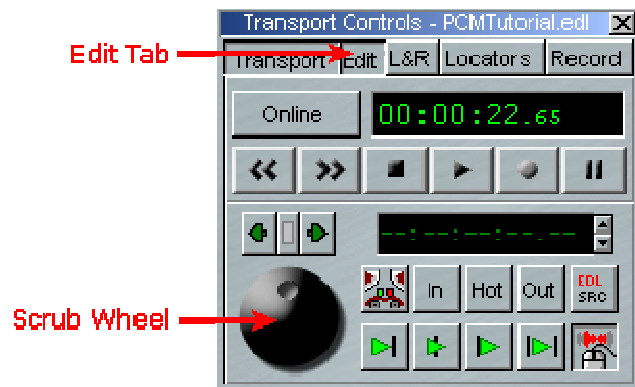 Transport Controls - PCMTutorial.edl
Edit Tab
Transport Edit L&R Locators Record
Online 00:00:22.65
--:--:--:--.--
In Hot Out EDL SRC
Scrub Wheel